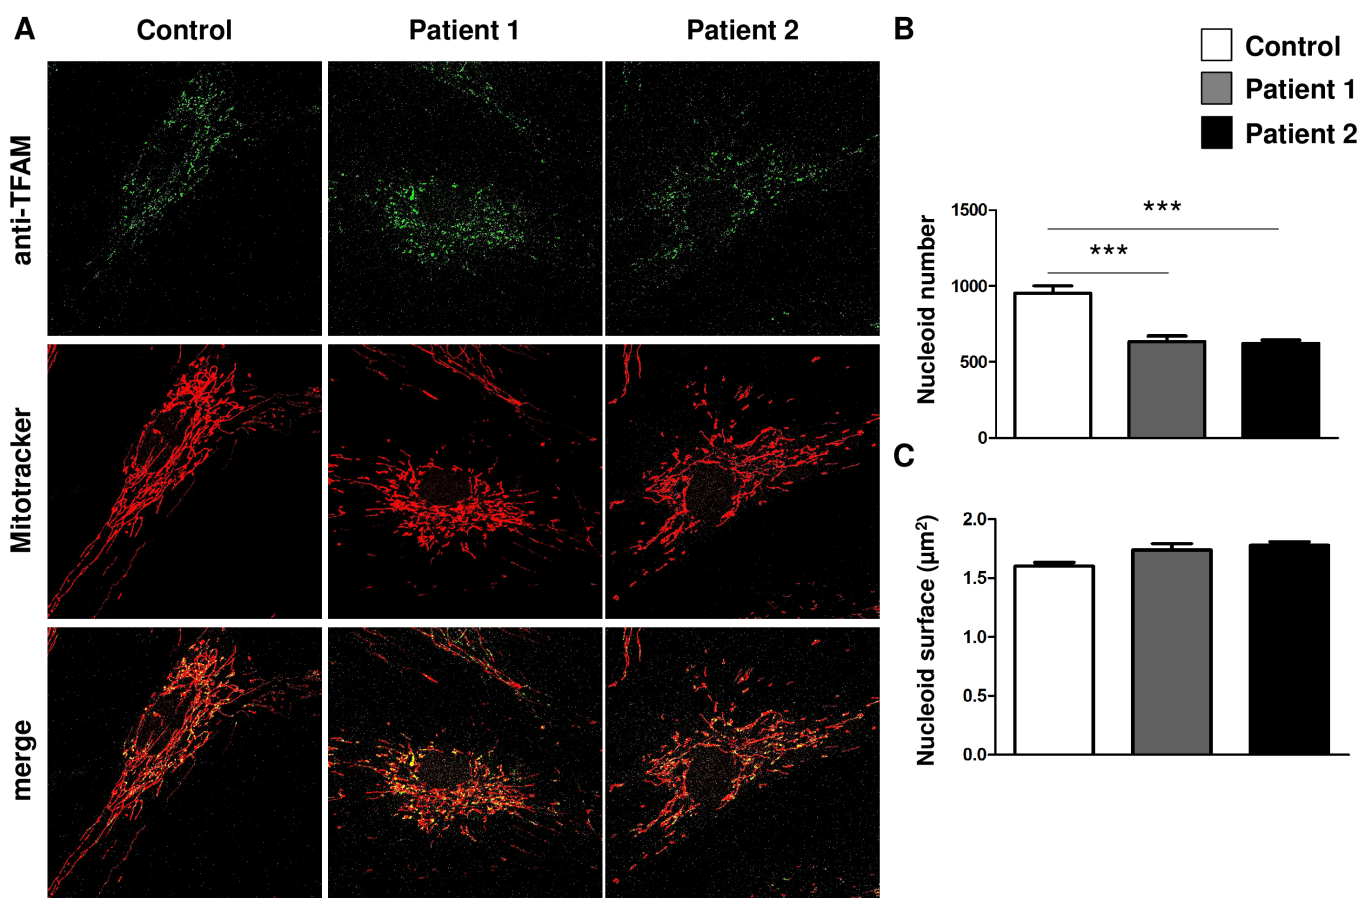 A
Control
Patient 1
Patient 2
anti-TFAM
Mitotracker
merge
B
Control
Patient 1
Patient 2
Nucleoid number
1500
1000
500
0
***
***
C
Nucleoid surface (µm²)
2.0
1.5
1.0
0.5
0.0